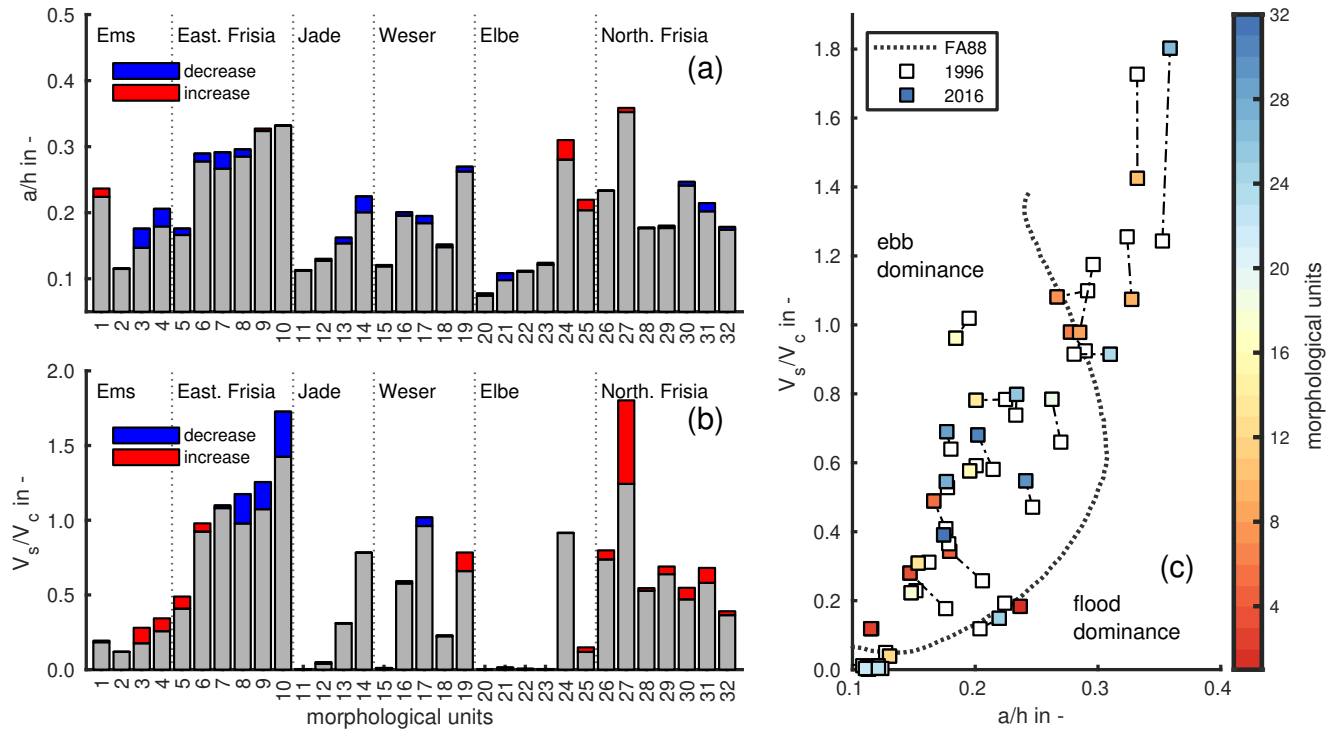 (a)
Ems East. Frisia Jade Weser Elbe North. Frisia
decrease
increase
a/h in -
0.5
0.4
0.3
0.2
0.1
1 2 3 4 5 6 7 8 9 10 11 12 13 14 15 16 17 18 19 20 21 22 23 24 25 26 27 28 29 30 31 32
(b)
Ems East. Frisia Jade Weser Elbe North. Frisia
decrease
increase
V_s/V_c in -
2.0
1.5
1.0
0.5
0.0
1 2 3 4 5 6 7 8 9 10 11 12 13 14 15 16 17 18 19 20 21 22 23 24 25 26 27 28 29 30 31 32
morphological units
FA88
1996
2016
ebb
dominance
flood
dominance
(c)
V_s/V_c in -
1.8
1.6
1.4
1.2
1.0
0.8
0.6
0.4
0.2
0.0
0.1 0.2 0.3 0.4
a/h in -
32
28
24
20
16
12
8
4
morphological units